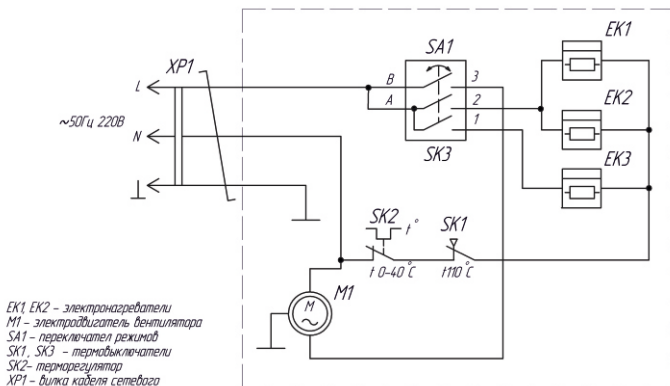 EK1
SA1
XP1
B
3
L
A
2
EK2
1
~50Гц 220В
N
SK3
EK3
SK2
t°
SK1
t 0-40°C
t110°C
M1
M
~
EK1, EK2 - электронагреватели
M1 - электродвигатель вентилятора
SA1 - переключател режимов
SK1, SK3 - термовыключатели
SK2- терморегулятор
XP1 - вилка кабеля сетевого